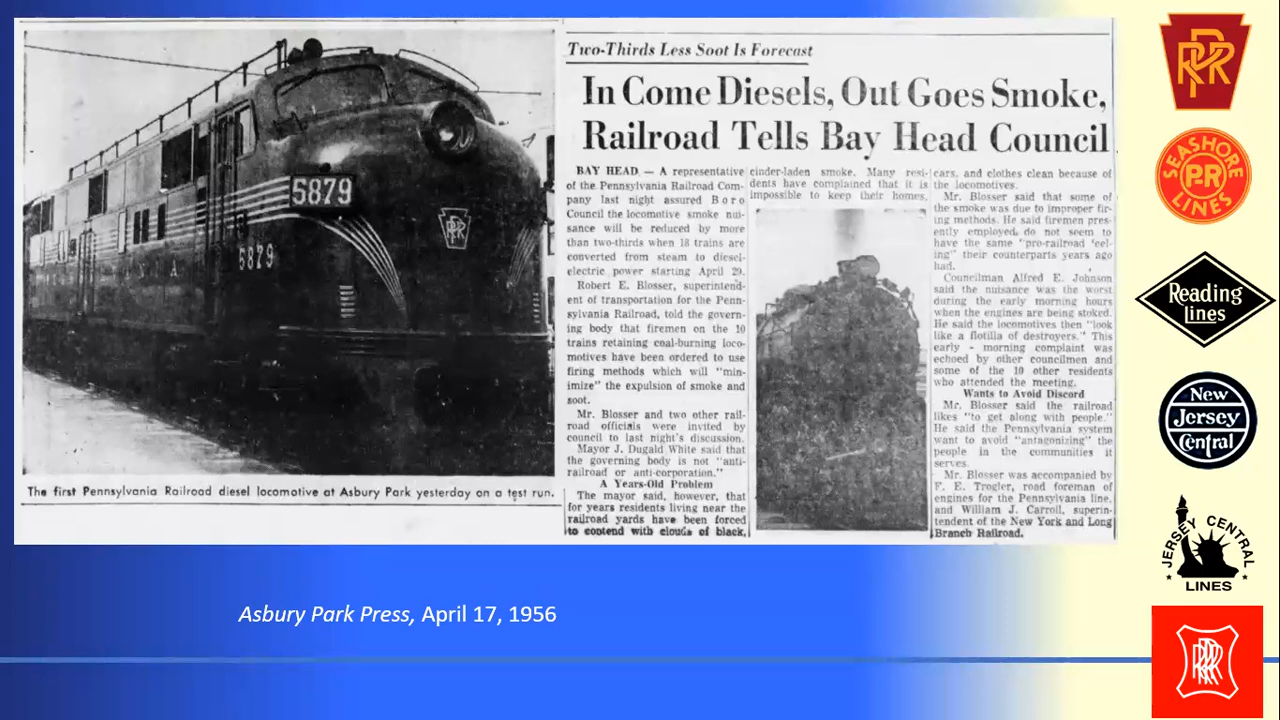 5879
5879
PRR
The first Pennsylvania Railroad diesel locomotive at Asbury Park yesterday on a test run.
Two-Thirds Less Soot Is Forecast
In Come Diesels, Out Goes Smoke,
Railroad Tells Bay Head Council
BAY HEAD — A representative
of the Pennsylvania Railroad Com-
pany last night assured Boro
Council the locomotive smoke nui-
sance will be reduced by more
than two-thirds when 18 trains are
converted from steam to diesel-
electric power starting April 29.
Robert E. Blosser, superintend-
ent of transportation for the Penn-
sylvania Railroad, told the govern-
ing body that firemen on the 10
trains retaining coal-burning loco-
motives have been ordered to use
firing methods which will "min-
imize" the expulsion of smoke and
soot.
Mr. Blosser and two other rail-
road officials were invited by
council to last night's discussion.
Mayor J. Dugald White said that
the governing body is not "anti-
railroad or anti-corporation."
A Years-Old Problem
The mayor said, however, that
for years residents living near the
railroad yards have been forced
to contend with clouds of black,
cinder-laden smoke. Many resi-
dents have complained that it is
impossible to keep their homes,
cars, and clothes clean because of
the locomotives.
Mr. Blosser said that some of
the smoke was due to improper fir-
ing methods. He said firemen pres-
ently employed do not seem to
have the same "pro-railroad feel-
ing" their counterparts years ago
had.
Councilman Alfred E. Johnson
said the nuisance was the worst
during the early morning hours
when the engines are being stoked.
He said the locomotives then "look
like a flotilla of destroyers." This
early - morning complaint was
echoed by other councilmen and
some of the 10 other residents
who attended the meeting.
Wants to Avoid Discord
Mr. Blosser said the railroad
likes "to get along with people."
He said the Pennsylvania system
want to avoid "antagonizing" the
people in the communities it
serves.
Mr. Blosser was accompanied by
F. E. Trogler, road foreman of
engines for the Pennsylvania line,
and William J. Carroll, superin-
tendent of the New York and Long
Branch Railroad.
Asbury Park Press, April 17, 1956
PRR
SEASHORE
P-R
LINES
Reading
Lines
New
Jersey
Central
JERSEY CENTRAL
LINES